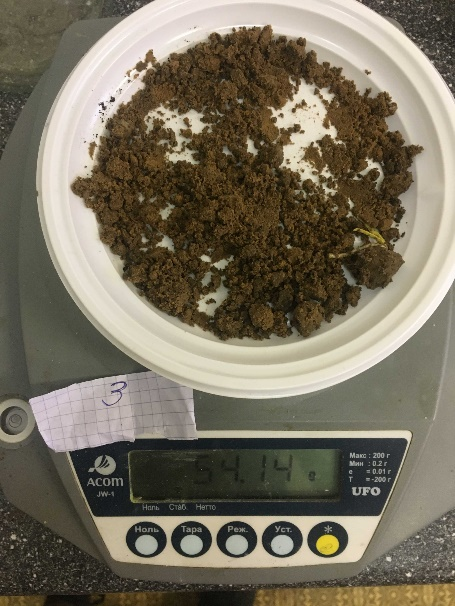 3
54.14 г
ACOM
JW-1
Макс : 200 г
Мин : 0.2 г
e = 0.01 г
T = -200 г
UFO
Ноль Стаб. Нетто
Ноль Тара Реж. Уст. *